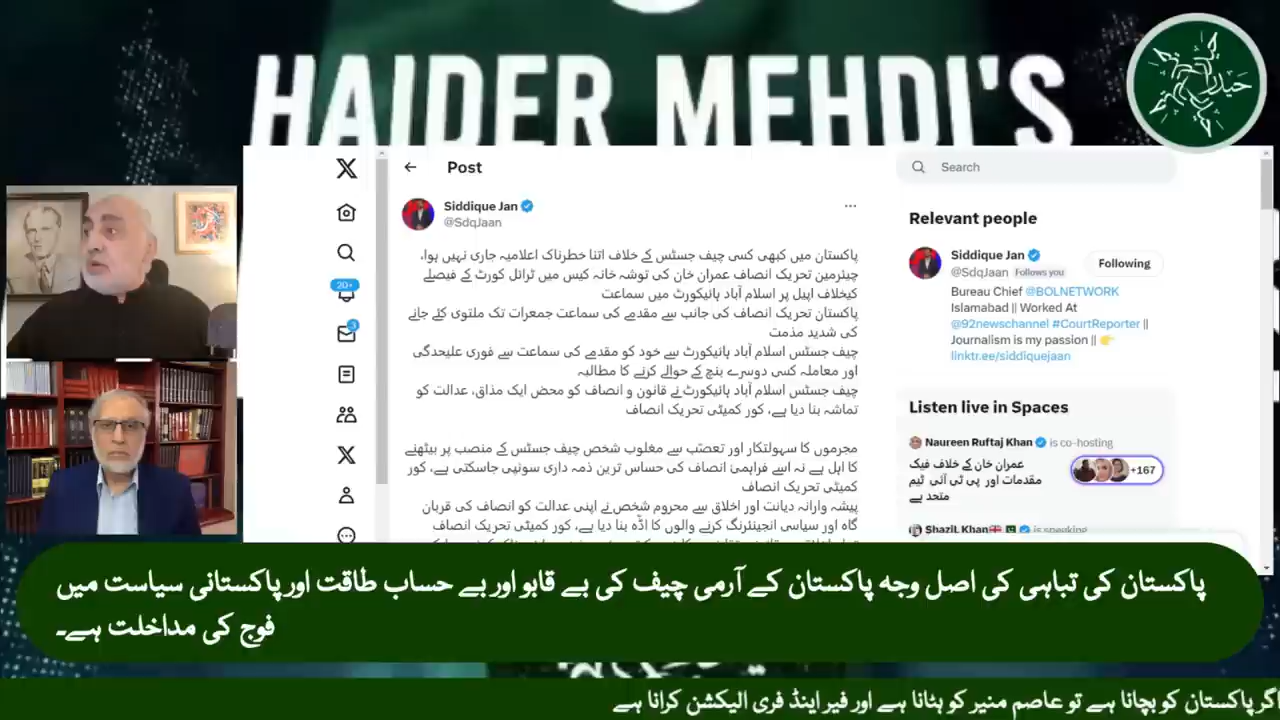 HAIDER MEHDI'S
حیدر
Post
Siddique Jan
@SdqJaan
پاکستان میں کبھی کسی چیف جسٹس کے خلاف اتنا خطرناک اعلامیہ جاری نہیں ہوا،
چیئرمین تحریک انصاف عمران خان کی توشہ خانہ کیس میں ٹرائل کورٹ کے فیصلے
کیخلاف اپیل پر اسلام آباد ہائیکورٹ میں سماعت
پاکستان تحریک انصاف کی جانب سے مقدمے کی سماعت جمعرات تک ملتوی کئے جانے
کی شدید مذمت
چیف جسٹس اسلام آباد ہائیکورٹ سے خود کو مقدمے کی سماعت سے فوری علیحدگی
اور معاملہ کسی دوسرے بنچ کے حوالے کرنے کا مطالبہ
چیف جسٹس اسلام آباد ہائیکورٹ نے قانون و انصاف کو محض ایک مذاق، عدالت کو
تماشہ بنا دیا ہے، کور کمیٹی تحریک انصاف
مجرموں کا سہولتکار اور تعصّب سے مغلوب شخص چیف جسٹس کے منصب پر بیٹھنے
کا اہل ہے نہ اسے فراہمئ انصاف کی حساس ترین ذمہ داری سونپی جاسکتی ہے، کور
کمیٹی تحریک انصاف
پیشہ وارانہ دیانت اور اخلاق سے محروم شخص نے اپنی عدالت کو انصاف کی قربان
گاہ اور سیاسی انجینئرنگ کرنے والوں کا اڈّہ بنا دیا ہے، کور کمیٹی تحریک انصاف
20+
3
Search
Relevant people
Siddique Jan
@SdqJaan Follows you
Following
Bureau Chief @BOLNETWORK
Islamabad || Worked At
@92newschannel #CourtReporter ||
Journalism is my passion || 👉
linktr.ee/siddiquejaan
Listen live in Spaces
Naureen Ruftaj Khan is co-hosting
عمران خان کے خلاف فیک
مقدمات اور پی ٹی آئی ٹیم
متحد ہے
+167
Shazil Khan is speaking
پاکستان کی تباہی کی اصل وجہ پاکستان کے آرمی چیف کی بے قابو اور بے حساب طاقت اور پاکستانی سیاست میں
فوج کی مداخلت ہے۔
اگر پاکستان کو بچانا ہے تو عاصم منیر کو ہٹانا ہے اور فیر اینڈ فری الیکشن کرانا ہے